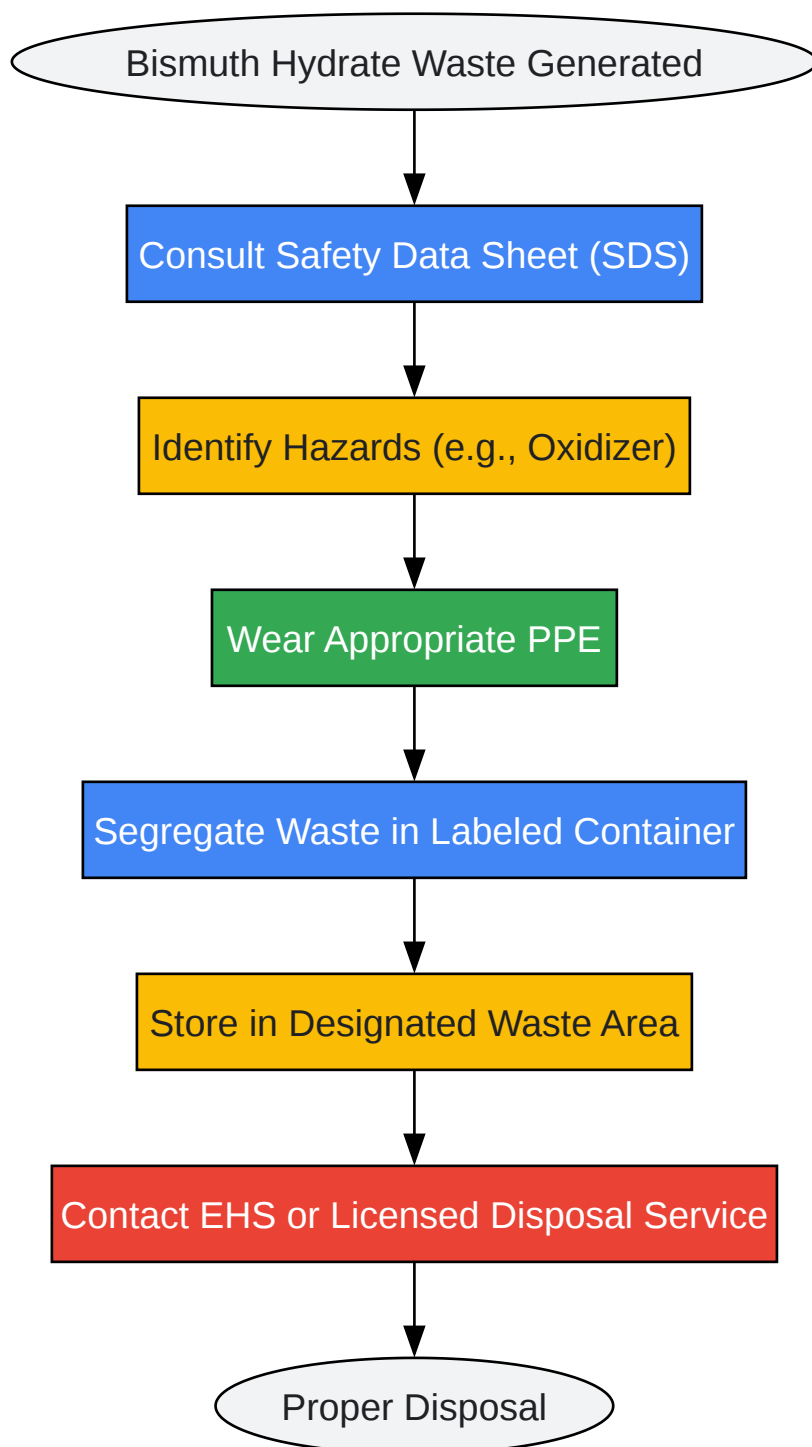 Bismuth Hydrate Waste Generated
Consult Safety Data Sheet (SDS)
Identify Hazards (e.g., Oxidizer)
Wear Appropriate PPE
Segregate Waste in Labeled Container
Store in Designated Waste Area
Contact EHS or Licensed Disposal Service
Proper Disposal